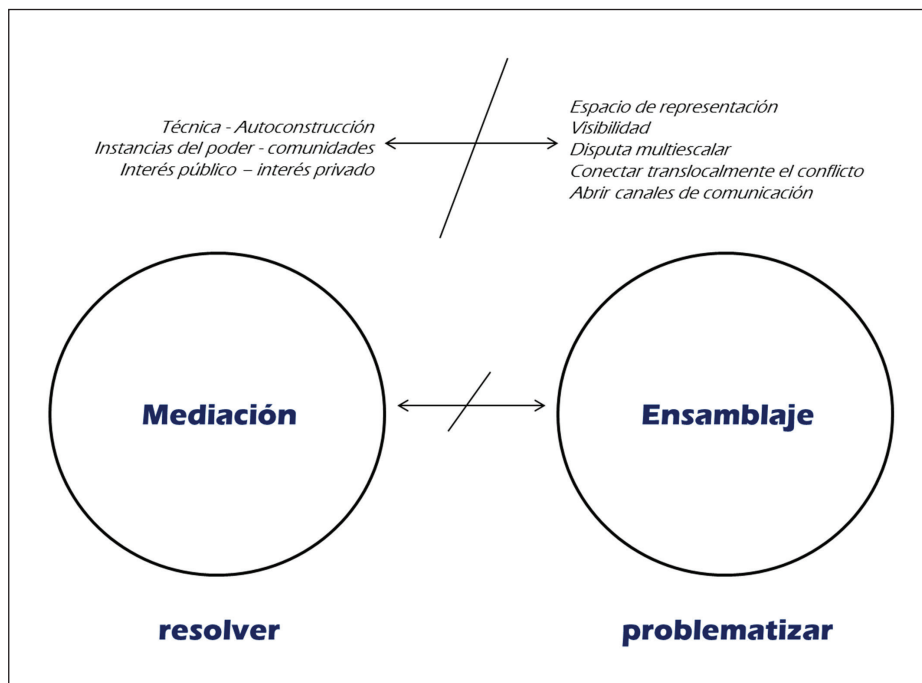 Técnica - Autoconstrucción
Instancias del poder - comunidades
Interés público – interés privado
Espacio de representación
Visibilidad
Disputa multiescalar
Conectar translocalmente el conflicto
Abrir canales de comunicación
Mediación
Ensamblaje
resolver
problematizar